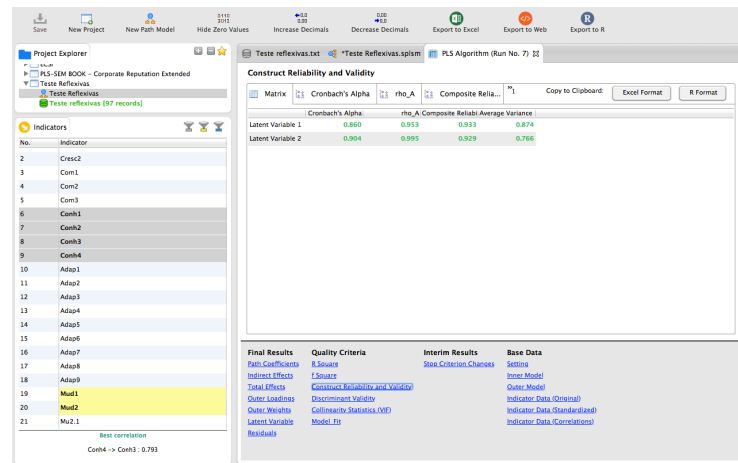 Save
New Project
New Path Model
Hide Zero Values
Increase Decimals
Decrease Decimals
Export to Excel
Export to Web
Export to R
Project Explorer
PLS-SEM BOOK - Corporate Reputation Extended
Teste Reflexivas
Teste Reflexivas
Teste reflexivas [97 records]
Indicators
No. Indicator
2 Cresc2
3 Com1
4 Com2
5 Com3
6 Conh1
7 Conh2
8 Conh3
9 Conh4
10 Adap1
11 Adap2
12 Adap3
13 Adap4
14 Adap5
15 Adap6
16 Adap7
17 Adap8
18 Adap9
19 Mud1
20 Mud2
21 Mu2.1
Best correlation
Conh4 -> Conh3 : 0.793
Teste reflexivas.txt
*Teste Reflexivas.splsm
PLS Algorithm (Run No. 7)
Construct Reliability and Validity
Matrix
Cronbach's Alpha
rho_A
Composite Relia...
»1
Copy to Clipboard:
Excel Format
R Format
Cronbach's Alpha rho_A Composite Reliabi Average Variance
Latent Variable 1 0.860 0.953 0.933 0.874
Latent Variable 2 0.904 0.995 0.929 0.766
Final Results
Path Coefficients
Indirect Effects
Total Effects
Outer Loadings
Outer Weights
Latent Variable
Residuals
Quality Criteria
R Square
f Square
Construct Reliability and Validity
Discriminant Validity
Collinearity Statistics (VIF)
Model_Fit
Interim Results
Stop Criterion Changes
Base Data
Setting
Inner Model
Outer Model
Indicator Data (Original)
Indicator Data (Standardized)
Indicator Data (Correlations)